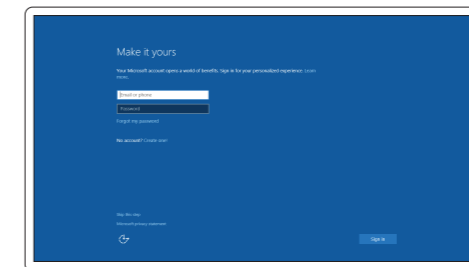 Make it yours
Your Microsoft account opens a world of benefits. Sign in for your personalized experience. Learn
more.
Email or phone
Password
Forgot my password
No account? Create one!
Skip this step
Microsoft privacy statement
Sign in